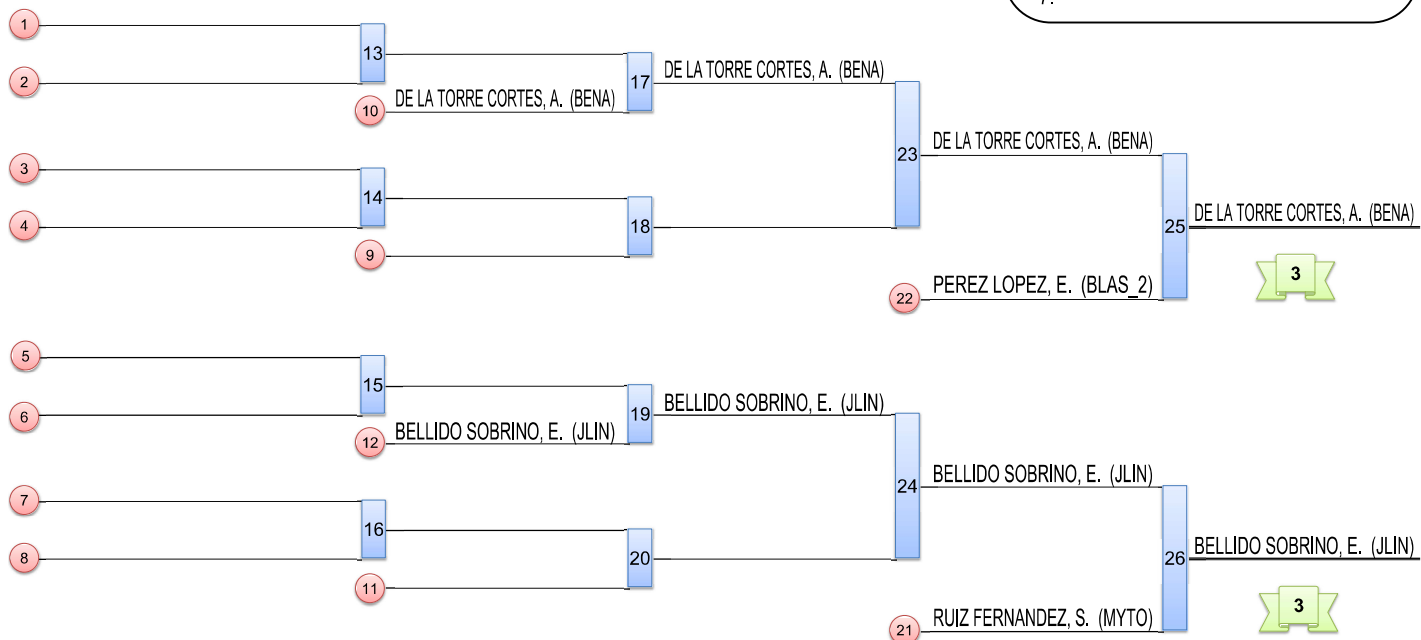 7.
1
13
2
17
DE LA TORRE CORTES, A. (BENA)
10
DE LA TORRE CORTES, A. (BENA)
23
DE LA TORRE CORTES, A. (BENA)
3
14
4
18
9
25
DE LA TORRE CORTES, A. (BENA)
3
22
PEREZ LOPEZ, E. (BLAS_2)
5
15
6
19
BELLIDO SOBRINO, E. (JLIN)
12
BELLIDO SOBRINO, E. (JLIN)
24
BELLIDO SOBRINO, E. (JLIN)
7
16
8
20
11
26
BELLIDO SOBRINO, E. (JLIN)
3
21
RUIZ FERNANDEZ, S. (MYTO)